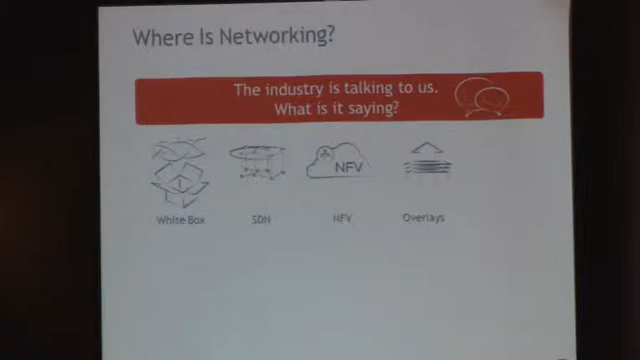 Where Is Networking?
The industry is talking to us.
What is it saying?
NFV
White Box
SDN
NFV
Overlays